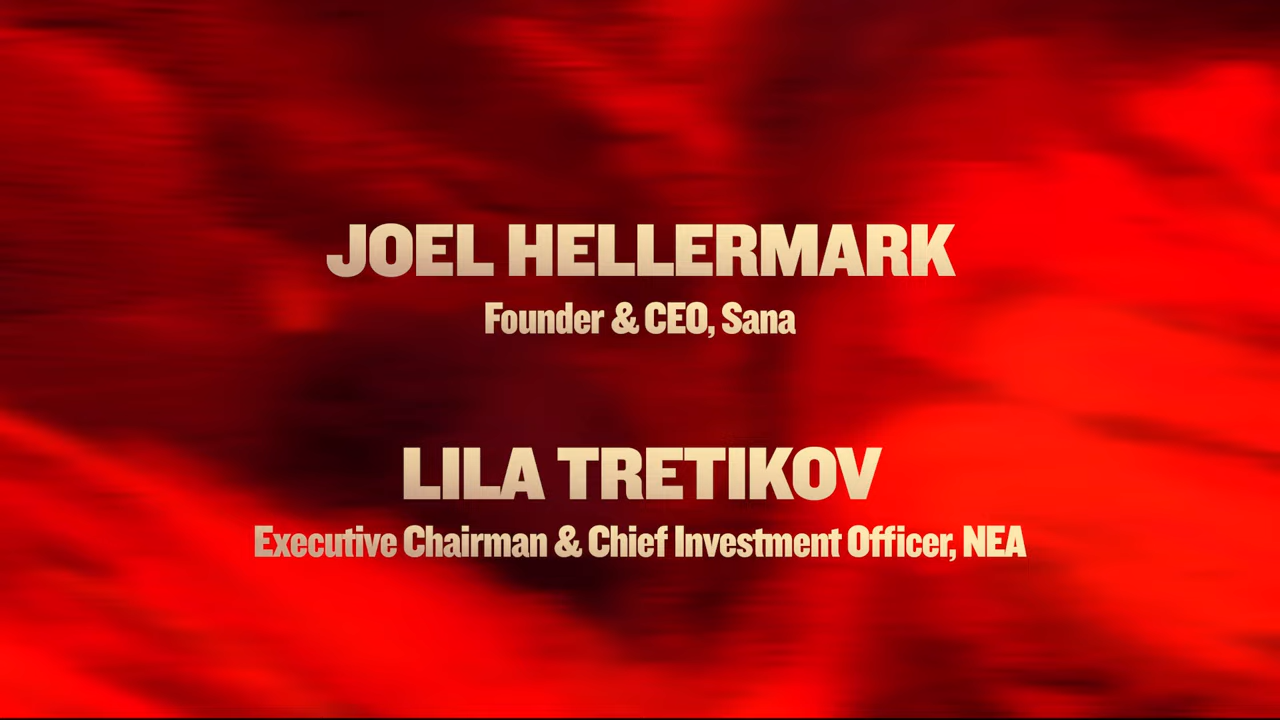 JOEL HELLERMARK
Founder & CEO, Sana
LILA TRETIKOV
Executive Chairman & Chief Investment Officer, NEA